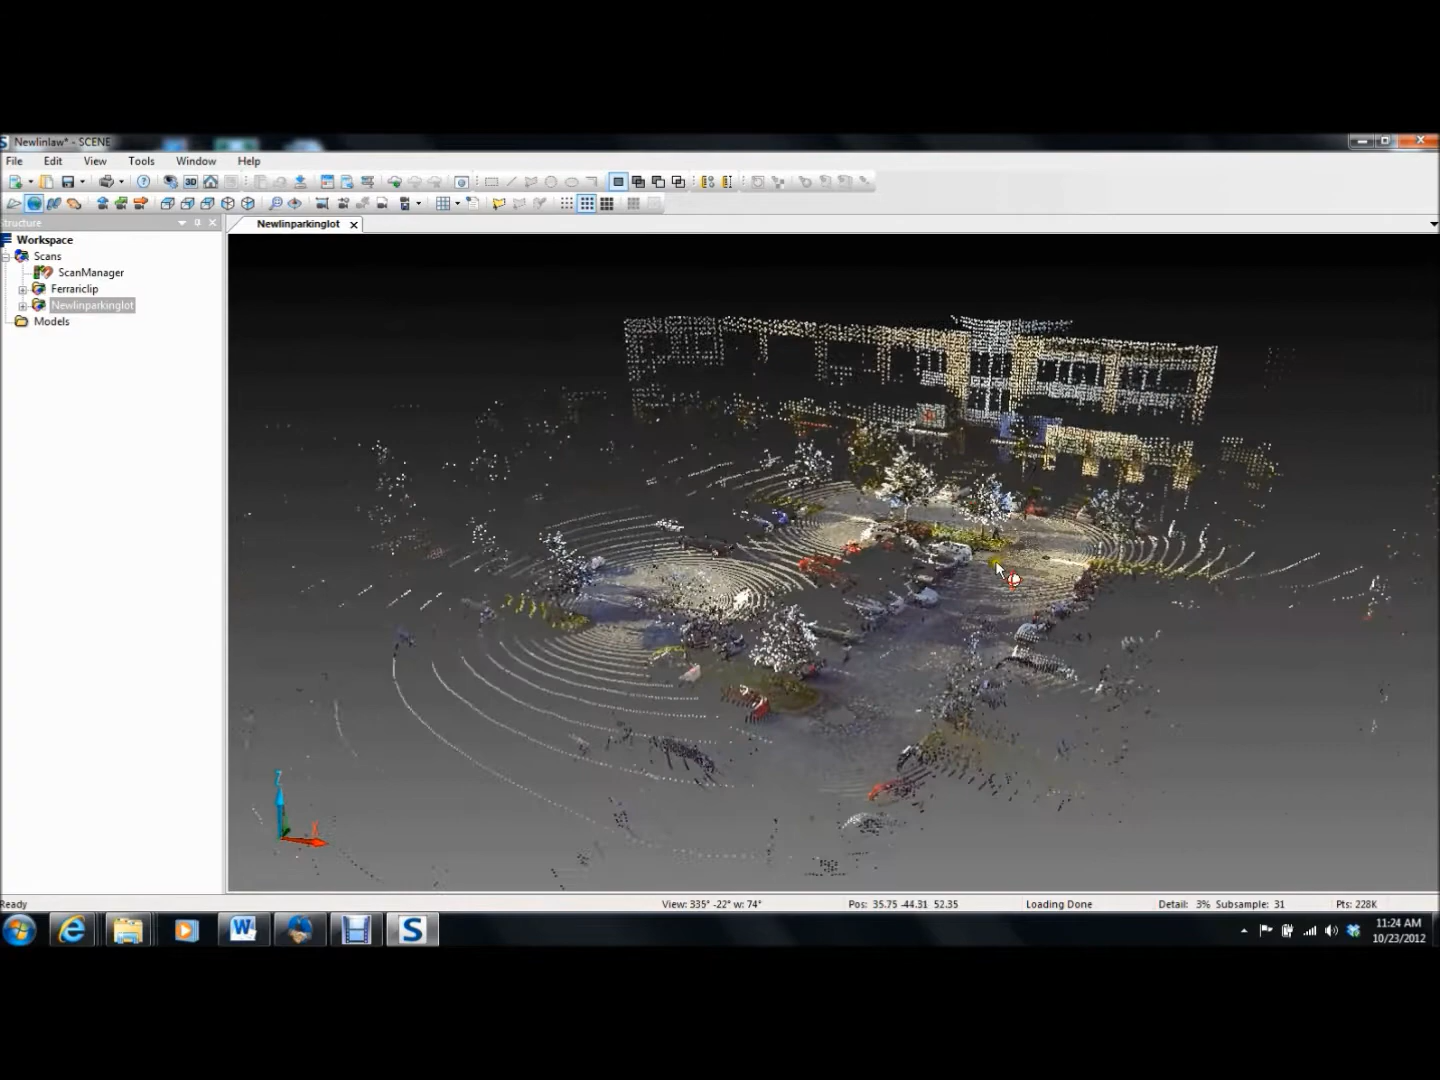 Newlinlaw* - SCENE
File Edit View Tools Window Help
3D
Structure
Newlinparkinglot
Workspace
Scans
ScanManager
Ferrariclip
Newlinparkinglot
Models
Z
X
Ready
View: 335° -22° w: 74°
Pos: 35.75 -44.31 52.35
Loading Done
Detail: 3% Subsample: 31
Pts: 228K
11:24 AM
10/23/2012